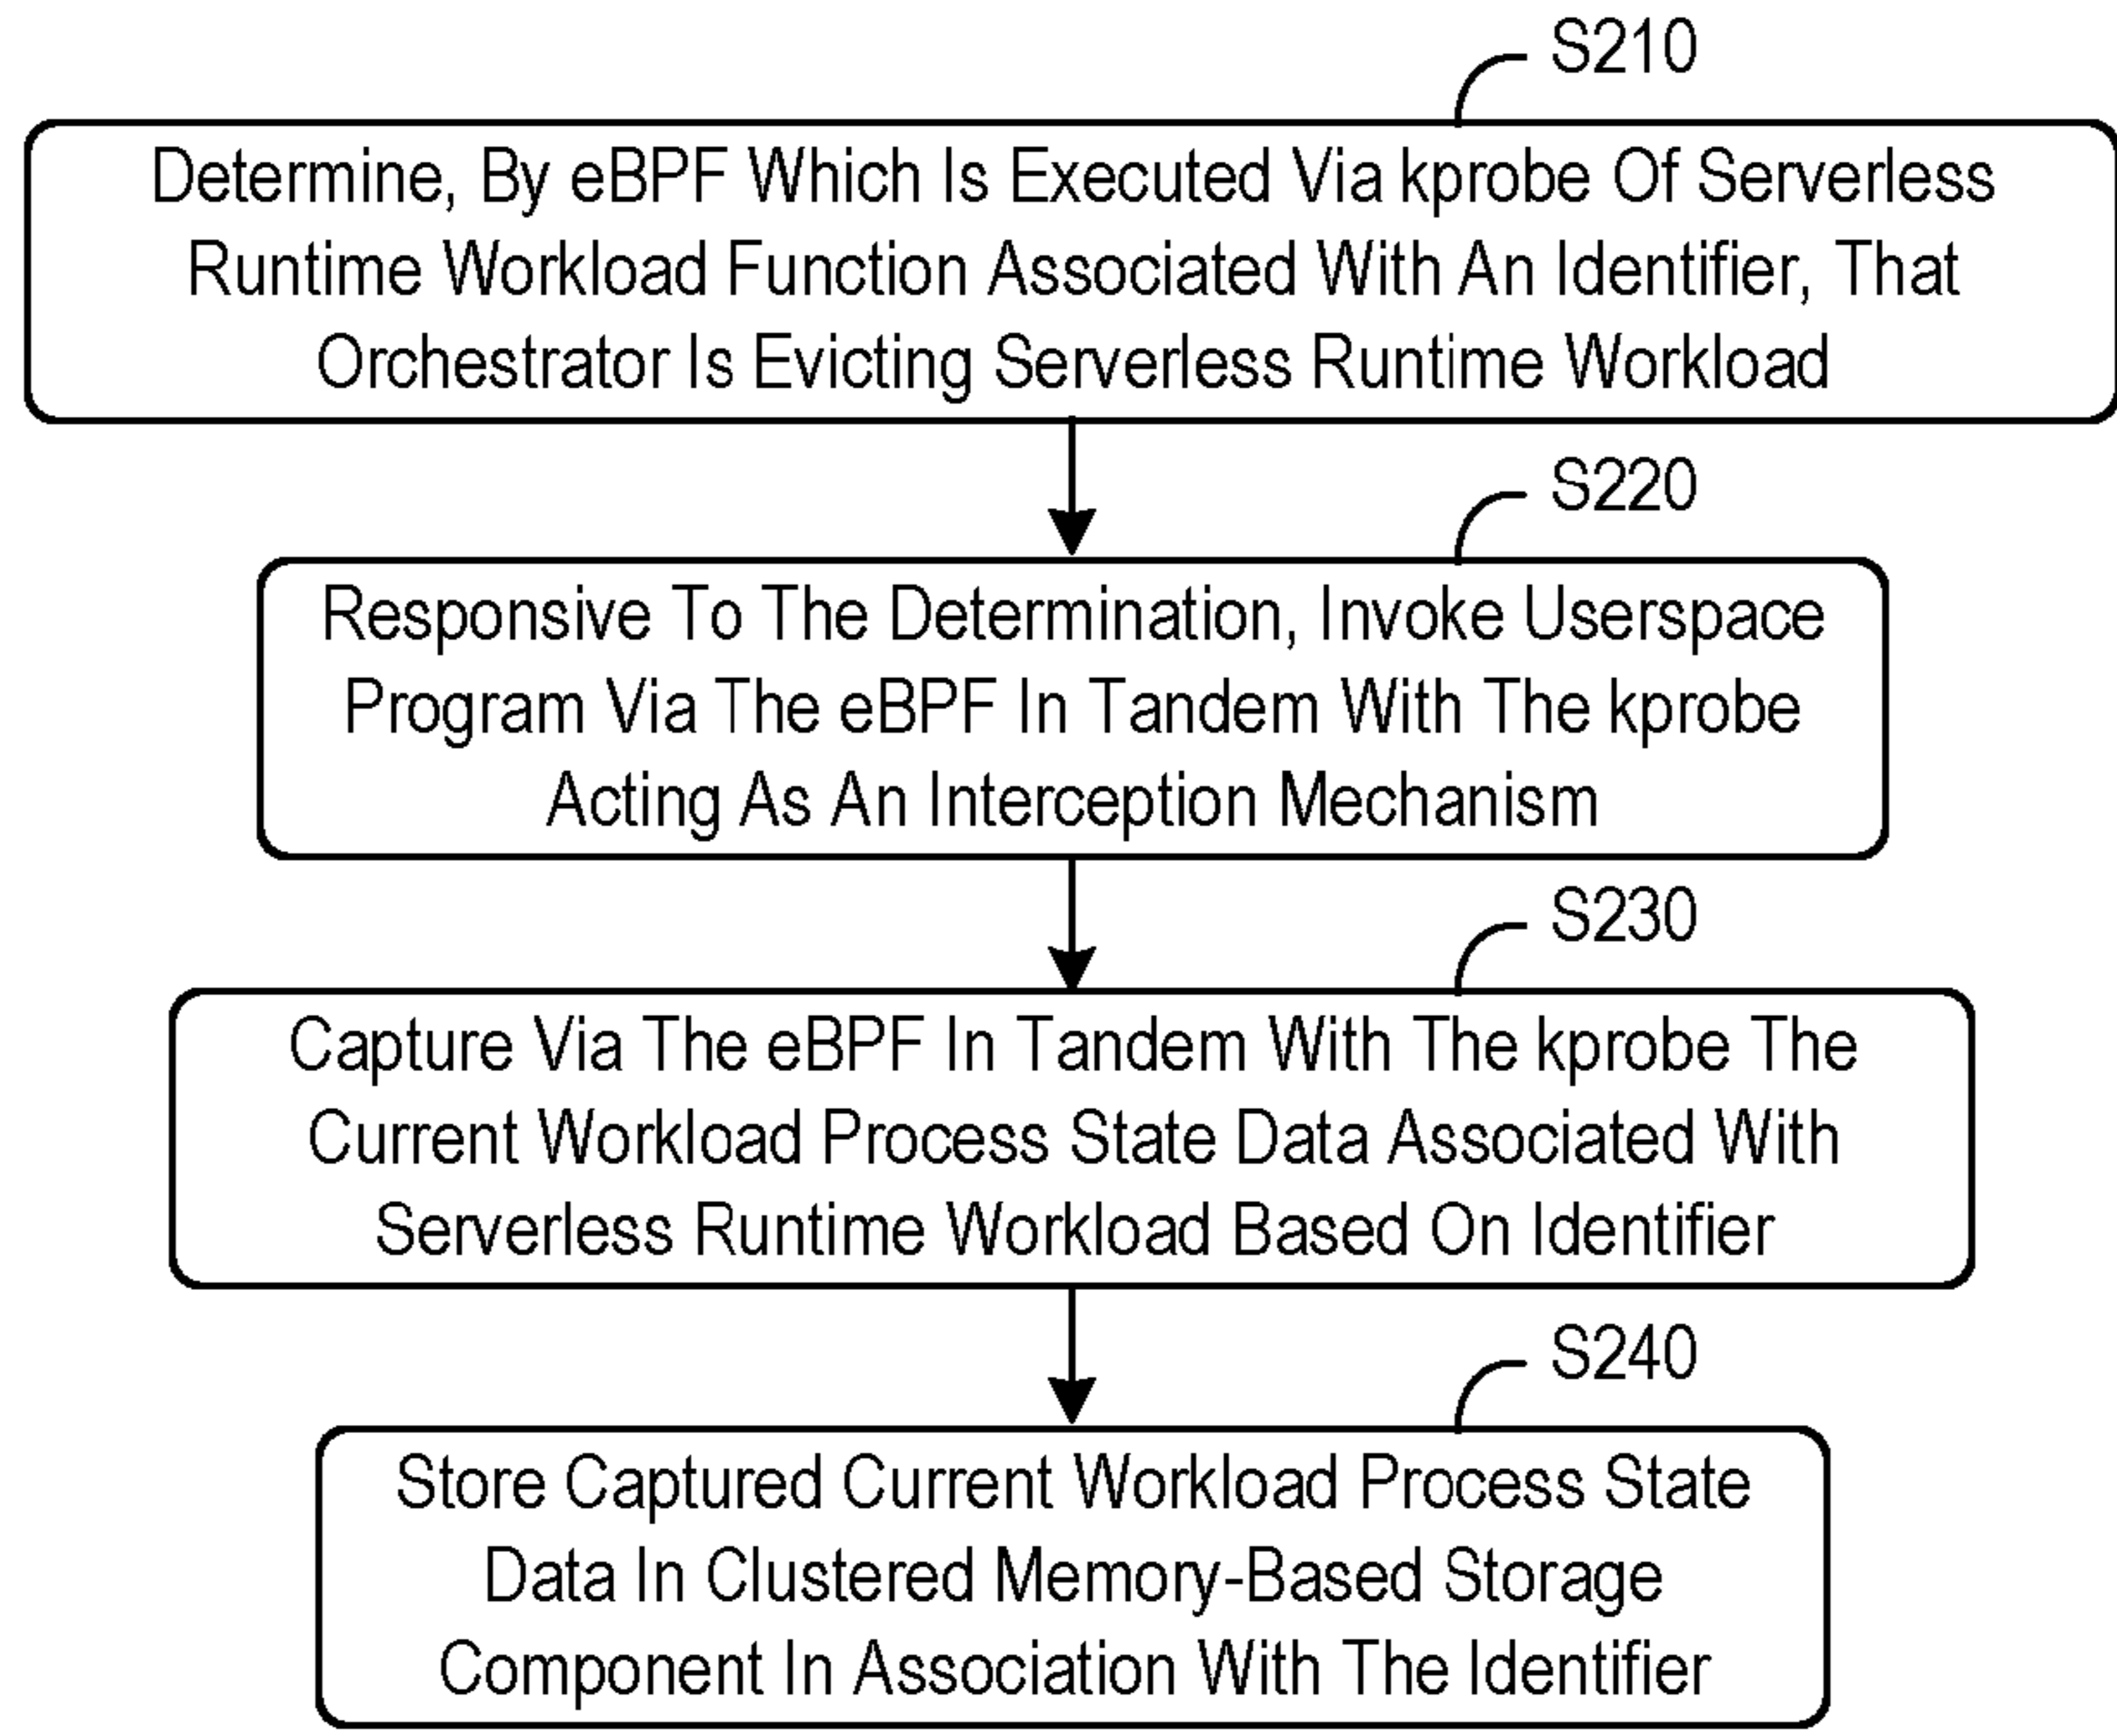 S210
Determine, By eBPF Which Is Executed Via kprobe Of Serverless
Runtime Workload Function Associated With An Identifier, That
Orchestrator Is Evicting Serverless Runtime Workload
S220
Responsive To The Determination, Invoke Userspace
Program Via The eBPF In Tandem With The kprobe
Acting As An Interception Mechanism
S230
Capture Via The eBPF In Tandem With The kprobe The
Current Workload Process State Data Associated With
Serverless Runtime Workload Based On Identifier
S240
Store Captured Current Workload Process State
Data In Clustered Memory-Based Storage
Component In Association With The Identifier